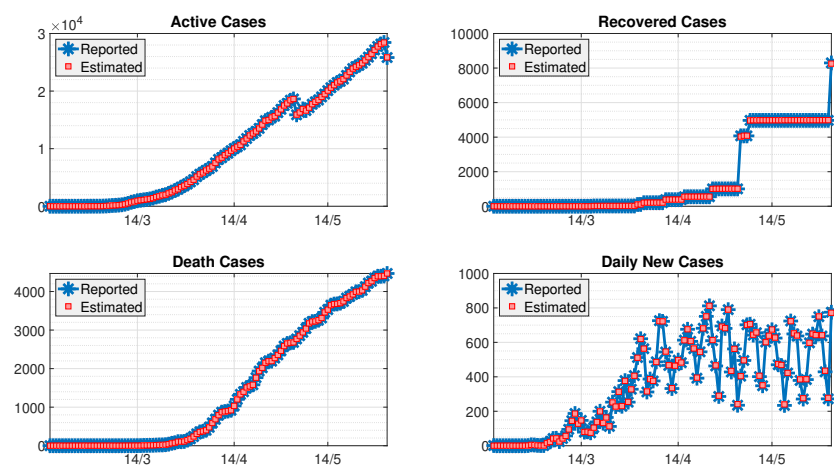 Active Cases
3 ×10⁴
2
1
0
14/3 14/4 14/5
Reported
Estimated
Recovered Cases
10000
8000
6000
4000
2000
0
14/3 14/4 14/5
Reported
Estimated
Death Cases
4000
3000
2000
1000
0
14/3 14/4 14/5
Reported
Estimated
Daily New Cases
1000
800
600
400
200
0
14/3 14/4 14/5
Reported
Estimated